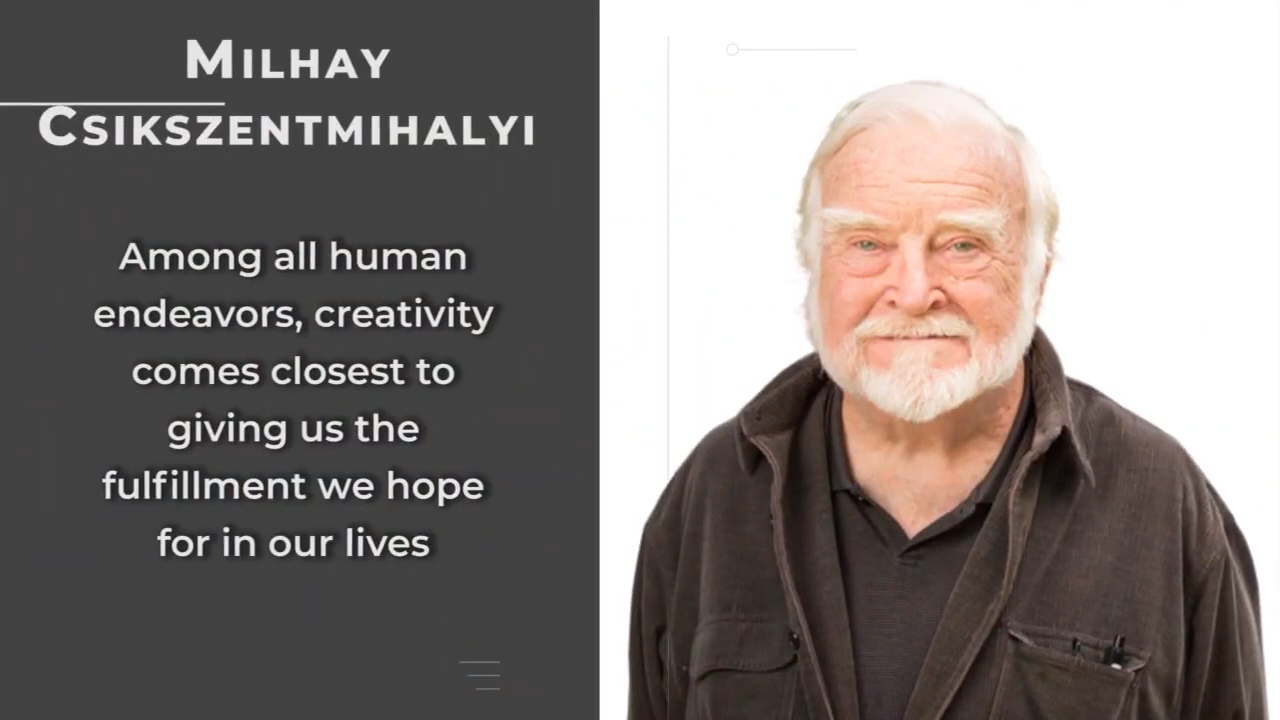 Milhay
Csikszentmihalyi
Among all human
endeavors, creativity
comes closest to
giving us the
fulfillment we hope
for in our lives